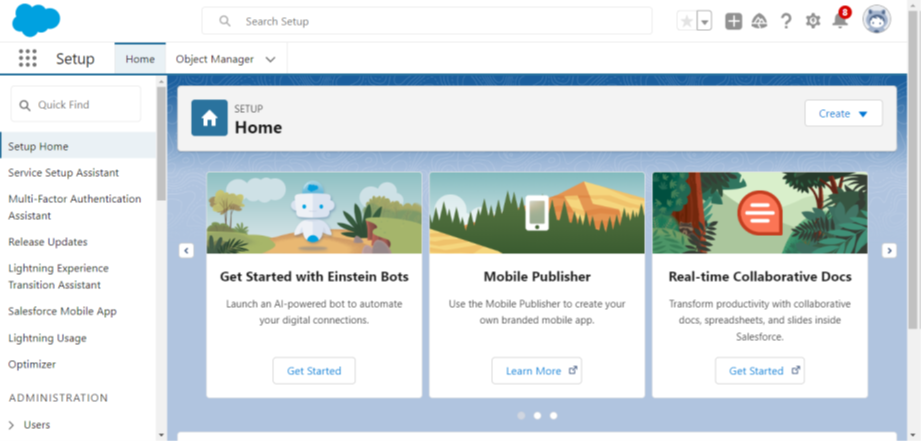 Search Setup
8
Setup
Home
Object Manager
Quick Find
SETUP
Home
Create
Setup Home
Service Setup Assistant
Multi-Factor Authentication
Assistant
Release Updates
Lightning Experience
Transition Assistant
Salesforce Mobile App
Lightning Usage
Optimizer
ADMINISTRATION
Users
Get Started with Einstein Bots
Launch an AI-powered bot to automate
your digital connections.
Get Started
Mobile Publisher
Use the Mobile Publisher to create your
own branded mobile app.
Learn More
Real-time Collaborative Docs
Transform productivity with collaborative
docs, spreadsheets, and slides inside
Salesforce.
Get Started